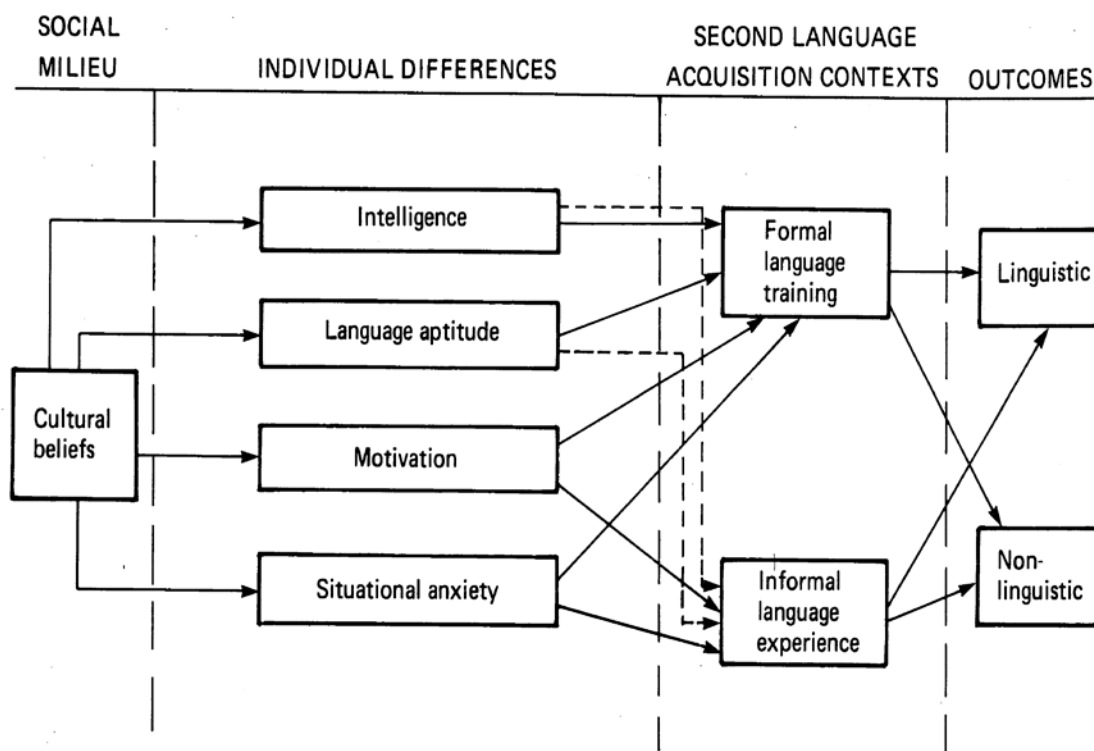 SOCIAL
MILIEU
INDIVIDUAL DIFFERENCES
SECOND LANGUAGE
ACQUISITION CONTEXTS
OUTCOMES
Intelligence
Language aptitude
Cultural
beliefs
Motivation
Situational anxiety
Formal
language
training
Informal
language
experience
Linguistic
Non-
linguistic